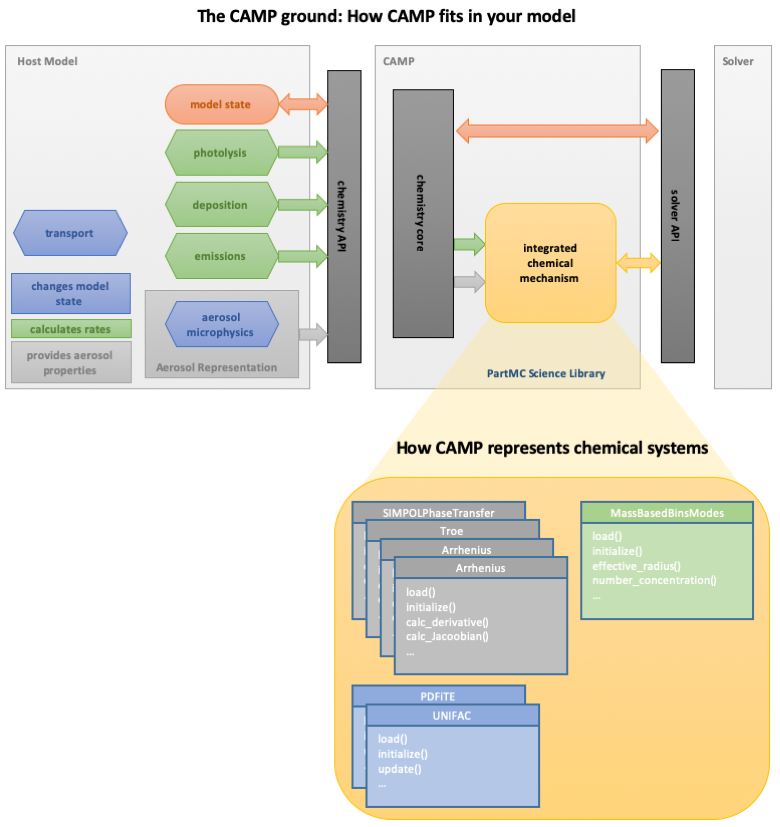 The CAMP ground: How CAMP fits in your model
Host Model
model state
photolysis
deposition
emissions
transport
changes model
state
calculates rates
provides aerosol
properties
aerosol
microphysics
Aerosol Representation
chemistry API
CAMP
chemistry core
integrated
chemical
mechanism
PartMC Science Library
solver API
Solver
How CAMP represents chemical systems
SIMPOLPhaseTransfer
Troe
Arrhenius
Arrhenius
load()
initialize()
calc_derivative()
calc_Jacoobian()
...
MassBasedBinsModes
load()
initialize()
effective_radius()
number_concentration()
...
PDFiTE
UNIFAC
load()
initialize()
update()
...